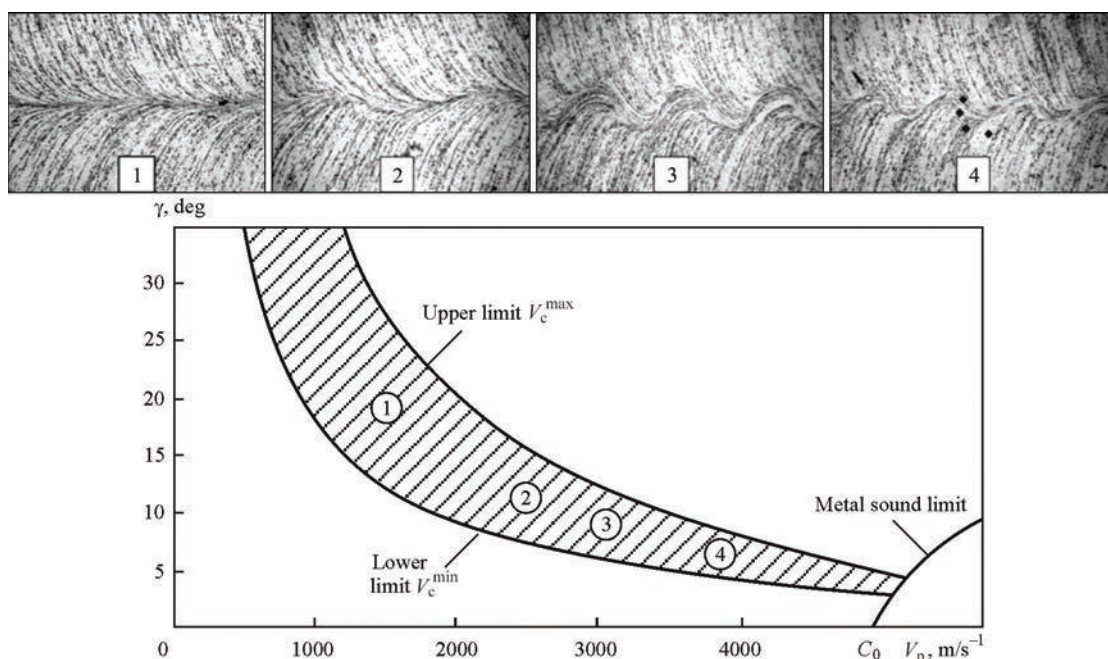 1 2 3 4
γ, deg
30
Upper limit V_c^max
25
20
1
15
2
3
10
Metal sound limit
4
Lower
limit V_c^min
5
0 1000 2000 3000 4000 C_0 V_p, m/s^–1